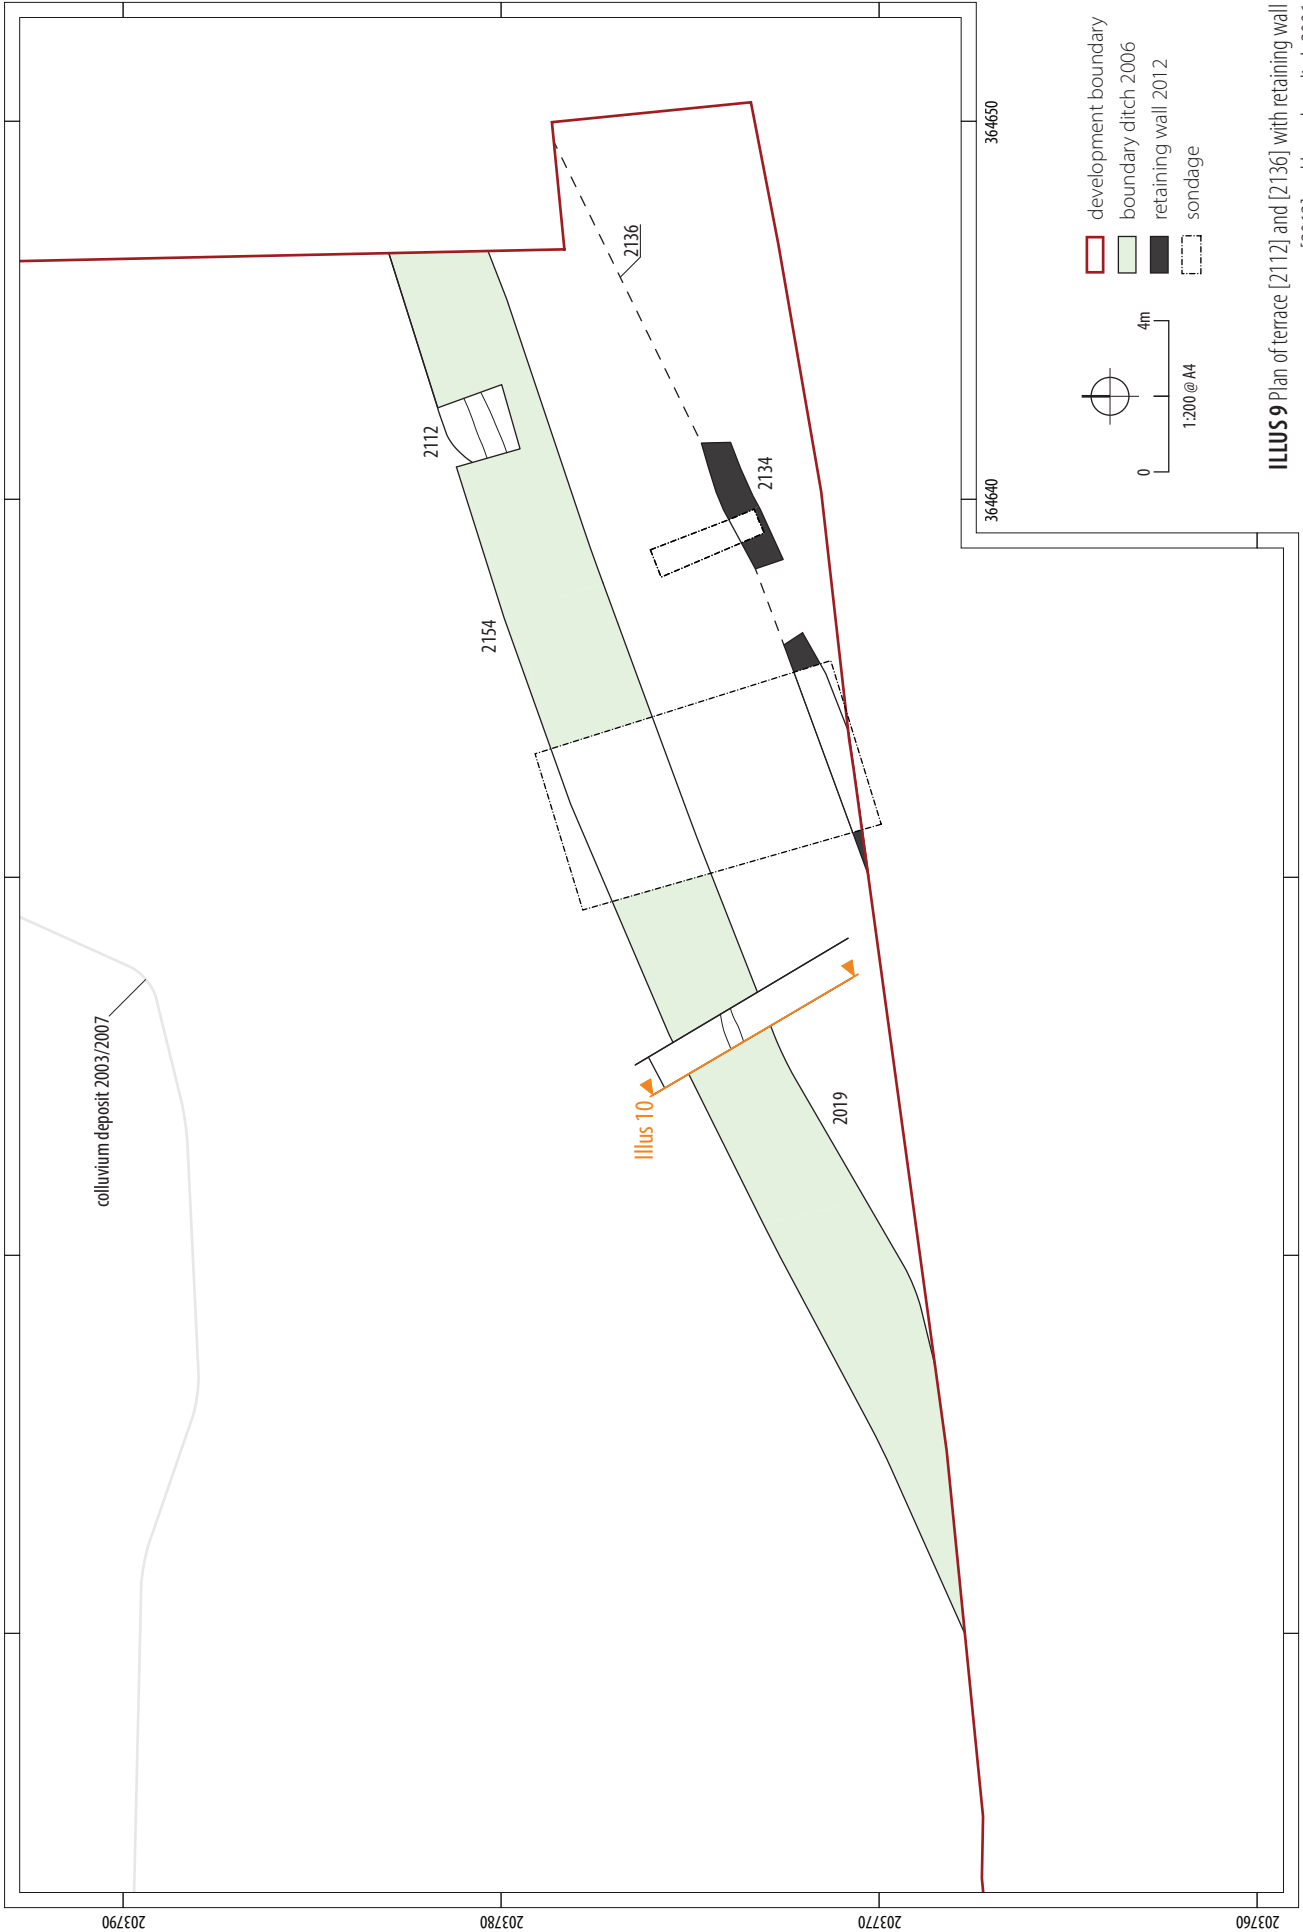 colluvium deposit 2003/2007
2112
2154
2136
2134
Illus 10
2019
364650
364640
203790
203780
203770
203760
development boundary
boundary ditch 2006
retaining wall 2012
sondage
0
4m
1:200 @ A4
ILLUS 9 Plan of terrace [2112] and [2136] with retaining wall